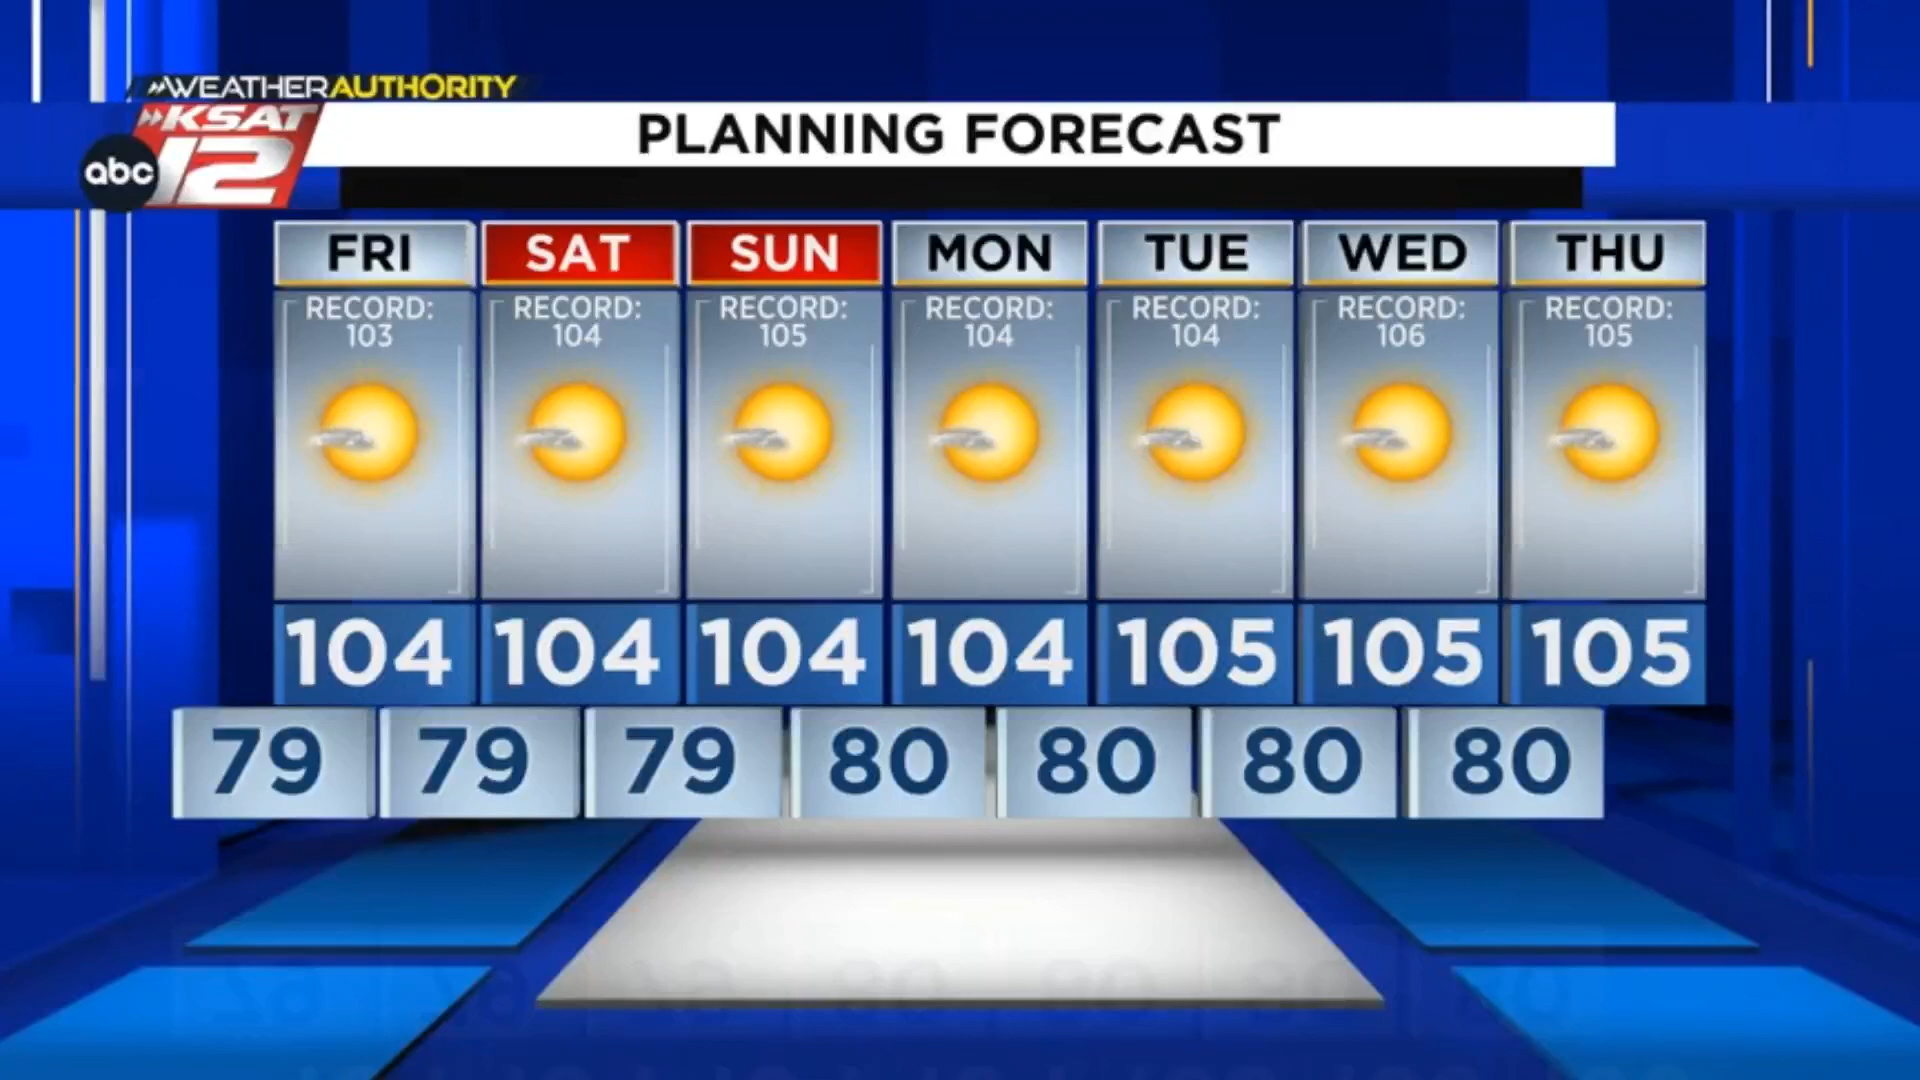 WEATHERAUTHORITY
KSAT
abc
12
PLANNING FORECAST
FRI SAT SUN MON TUE WED THU
RECORD: RECORD: RECORD: RECORD: RECORD: RECORD: RECORD:
103 104 105 104 104 106 105
104 104 104 104 105 105 105
79 79 79 80 80 80 80